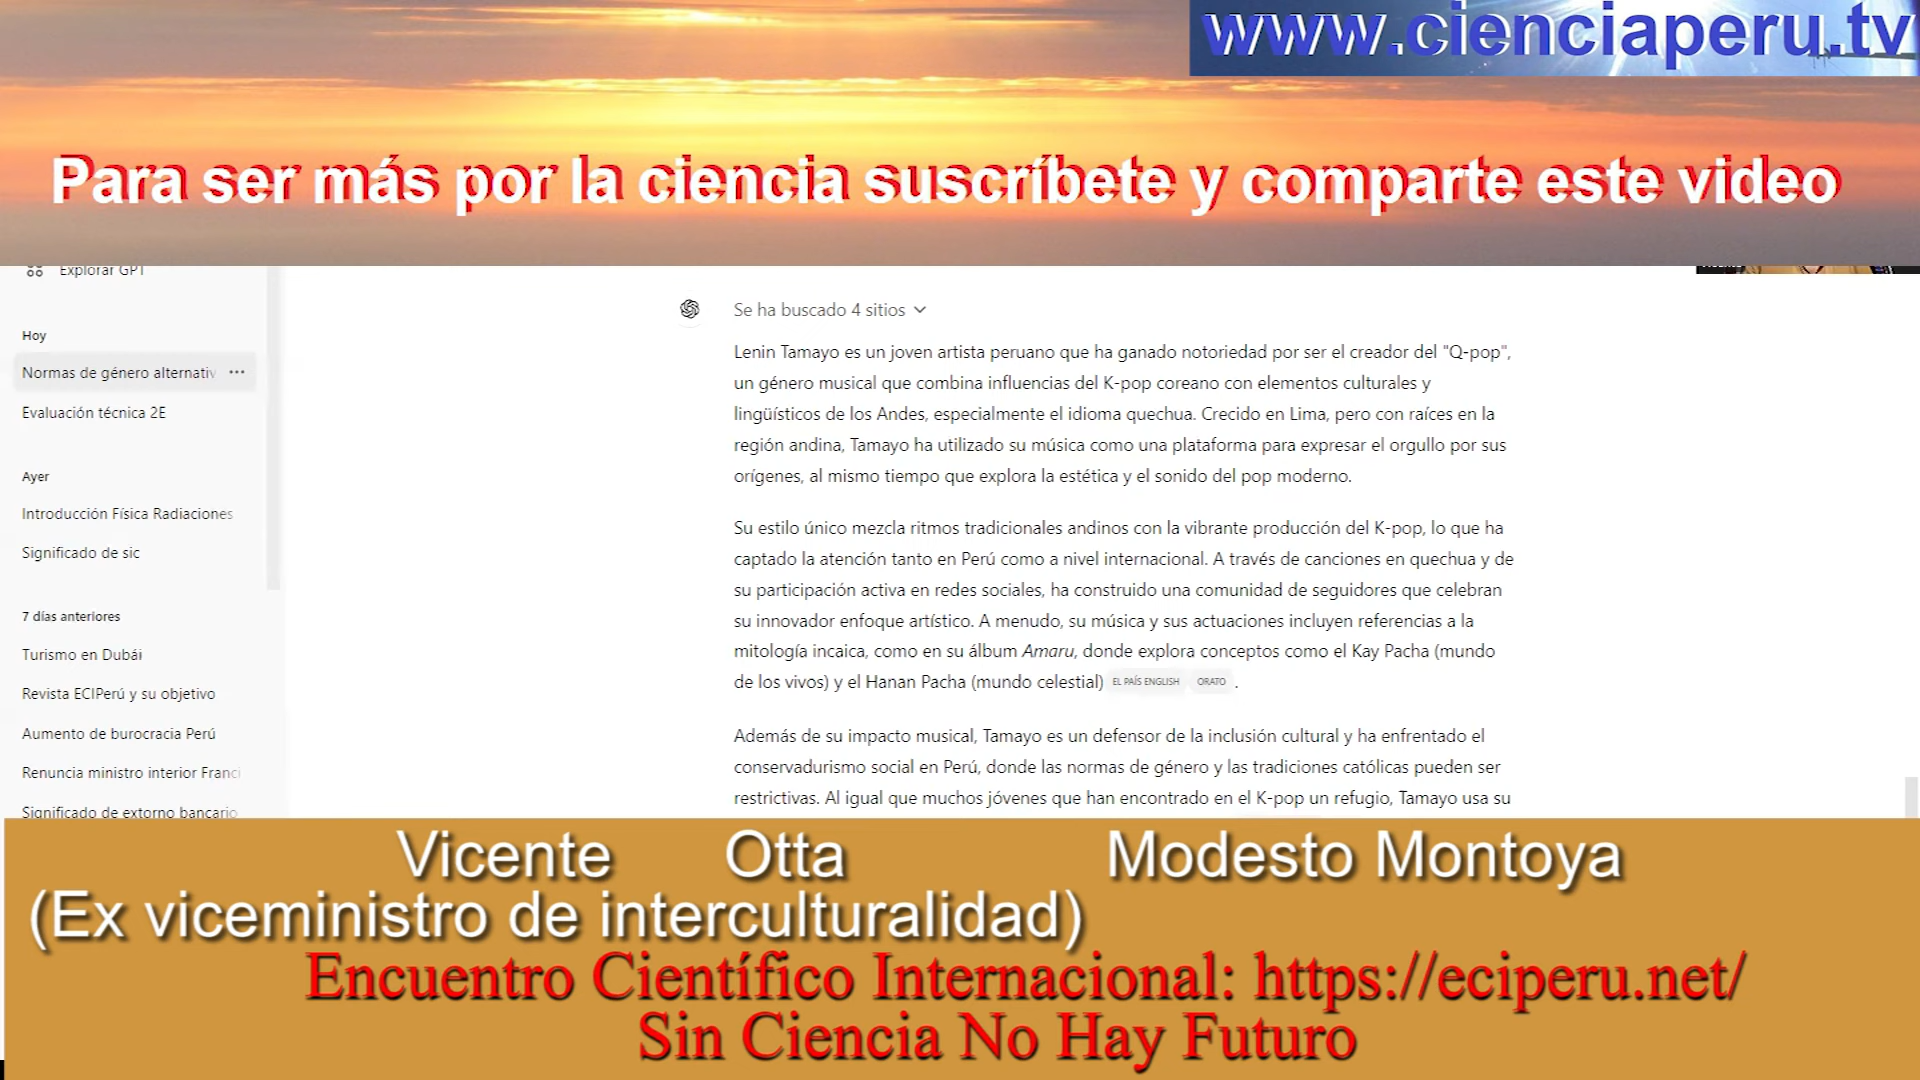 www.cienciaperu.tv
Para ser más por la ciencia suscríbete y comparte este video
Explorar GPT
Hoy
Normas de género alternativ
Evaluación técnica 2E
Ayer
Introducción Física Radiaciones
Significado de sic
7 días anteriores
Turismo en Dubái
Revista ECIPerú y su objetivo
Aumento de burocracia Perú
Renuncia ministro interior Franci
Significado de extorno bancario
Se ha buscado 4 sitios
Lenin Tamayo es un joven artista peruano que ha ganado notoriedad por ser el creador del "Q-pop",
un género musical que combina influencias del K-pop coreano con elementos culturales y
lingüísticos de los Andes, especialmente el idioma quechua. Crecido en Lima, pero con raíces en la
región andina, Tamayo ha utilizado su música como una plataforma para expresar el orgullo por sus
orígenes, al mismo tiempo que explora la estética y el sonido del pop moderno.
Su estilo único mezcla ritmos tradicionales andinos con la vibrante producción del K-pop, lo que ha
captado la atención tanto en Perú como a nivel internacional. A través de canciones en quechua y de
su participación activa en redes sociales, ha construido una comunidad de seguidores que celebran
su innovador enfoque artístico. A menudo, su música y sus actuaciones incluyen referencias a la
mitología incaica, como en su álbum Amaru, donde explora conceptos como el Kay Pacha (mundo
de los vivos) y el Hanan Pacha (mundo celestial) EL PAÍS ENGLISH ORATO .
Además de su impacto musical, Tamayo es un defensor de la inclusión cultural y ha enfrentado el
conservadurismo social en Perú, donde las normas de género y las tradiciones católicas pueden ser
restrictivas. Al igual que muchos jóvenes que han encontrado en el K-pop un refugio, Tamayo usa su
Vicente Otta Modesto Montoya
(Ex viceministro de interculturalidad)
Encuentro Científico Internacional: https://eciperu.net/
Sin Ciencia No Hay Futuro